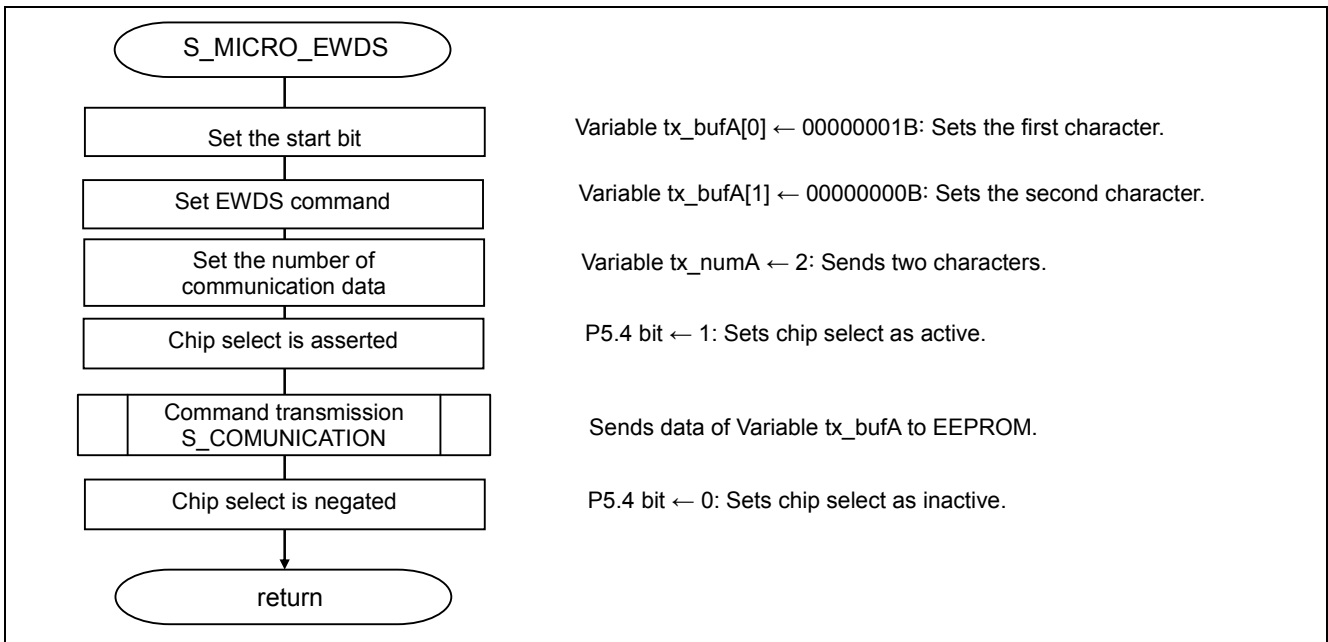 S_MICRO_EWDS
Set the start bit
Variable tx_bufA[0] ← 00000001B: Sets the first character.
Set EWDS command
Variable tx_bufA[1] ← 00000000B: Sets the second character.
Set the number of
communication data
Variable tx_numA ← 2: Sends two characters.
Chip select is asserted
P5.4 bit ← 1: Sets chip select as active.
Command transmission
S_COMUNICATION
Sends data of Variable tx_bufA to EEPROM.
Chip select is negated
P5.4 bit ← 0: Sets chip select as inactive.
return